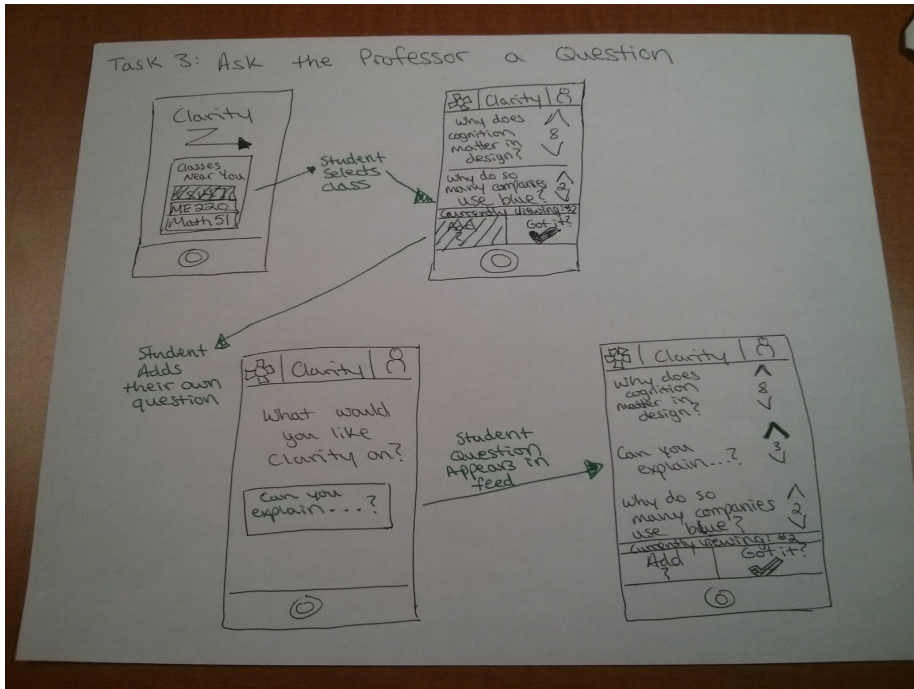 Task 3: Ask the Professor a Question
Clarity
Classes
Near You
ME220
Math 51
Student
Selects
class
Clarity
Why does
cognition
matter in
design?
8
Why do so
many companies
use blue?
2
Currently viewing: #2
Add
?
Got it?
Student
Adds
their own
question
Clarity
What would
you like
Clarity on?
Can you
explain...?
Student
Question
Appears in
feed
Clarity
Why does
cognition
matter in
design?
8
Can you
explain...?
3
Why do so
many companies
use blue?
2
Currently viewing: #2
Add
?
Got it?